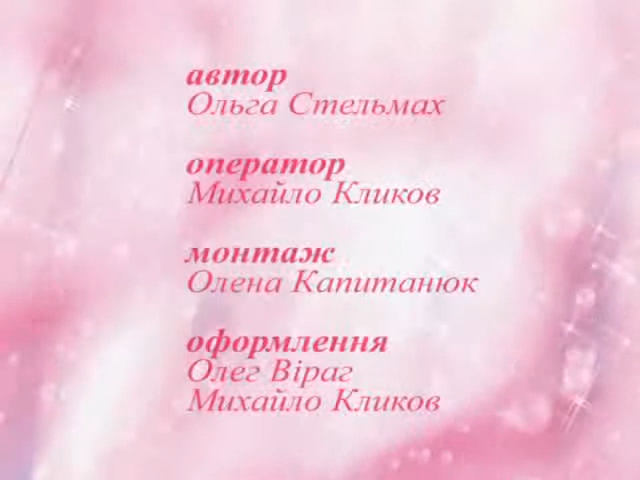 автор
Ольга Стельмах
оператор
Михайло Кликов
монтаж
Олена Капитанюк
оформлення
Олег Віраг
Михайло Кликов